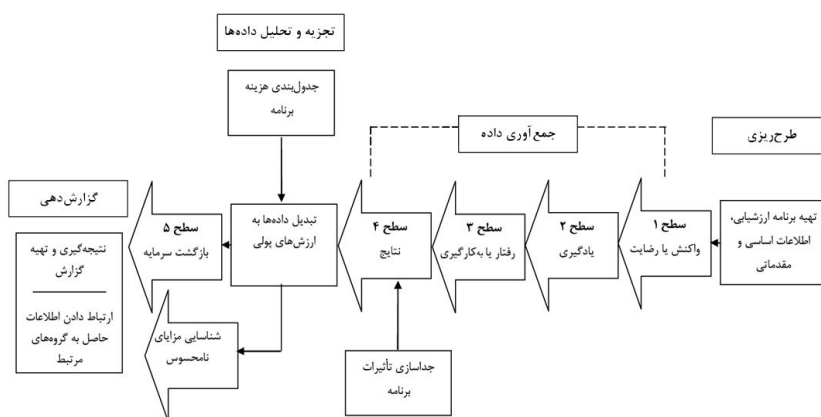 تجزیه و تحلیل داده‌ها
جدول‌بندی هزینه
برنامه
جمع‌آوری داده
طرح‌ریزی
تهیه برنامه ارزشیابی،
اطلاعات اساسی و
مقدماتی
سطح ۱
واکنش یا رضایت
سطح ۲
یادگیری
سطح ۳
رفتار یا به‌کارگیری
سطح ۴
نتایج
جداسازی تأثیرات
برنامه
تبدیل داده‌ها به
ارزش‌های پولی
سطح ۵
بازگشت سرمایه
شناسایی مزایای
نامحسوس
گزارش‌دهی
نتیجه‌گیری و تهیه
گزارش
ارتباط دادن اطلاعات
حاصل به گروه‌های
مرتبط